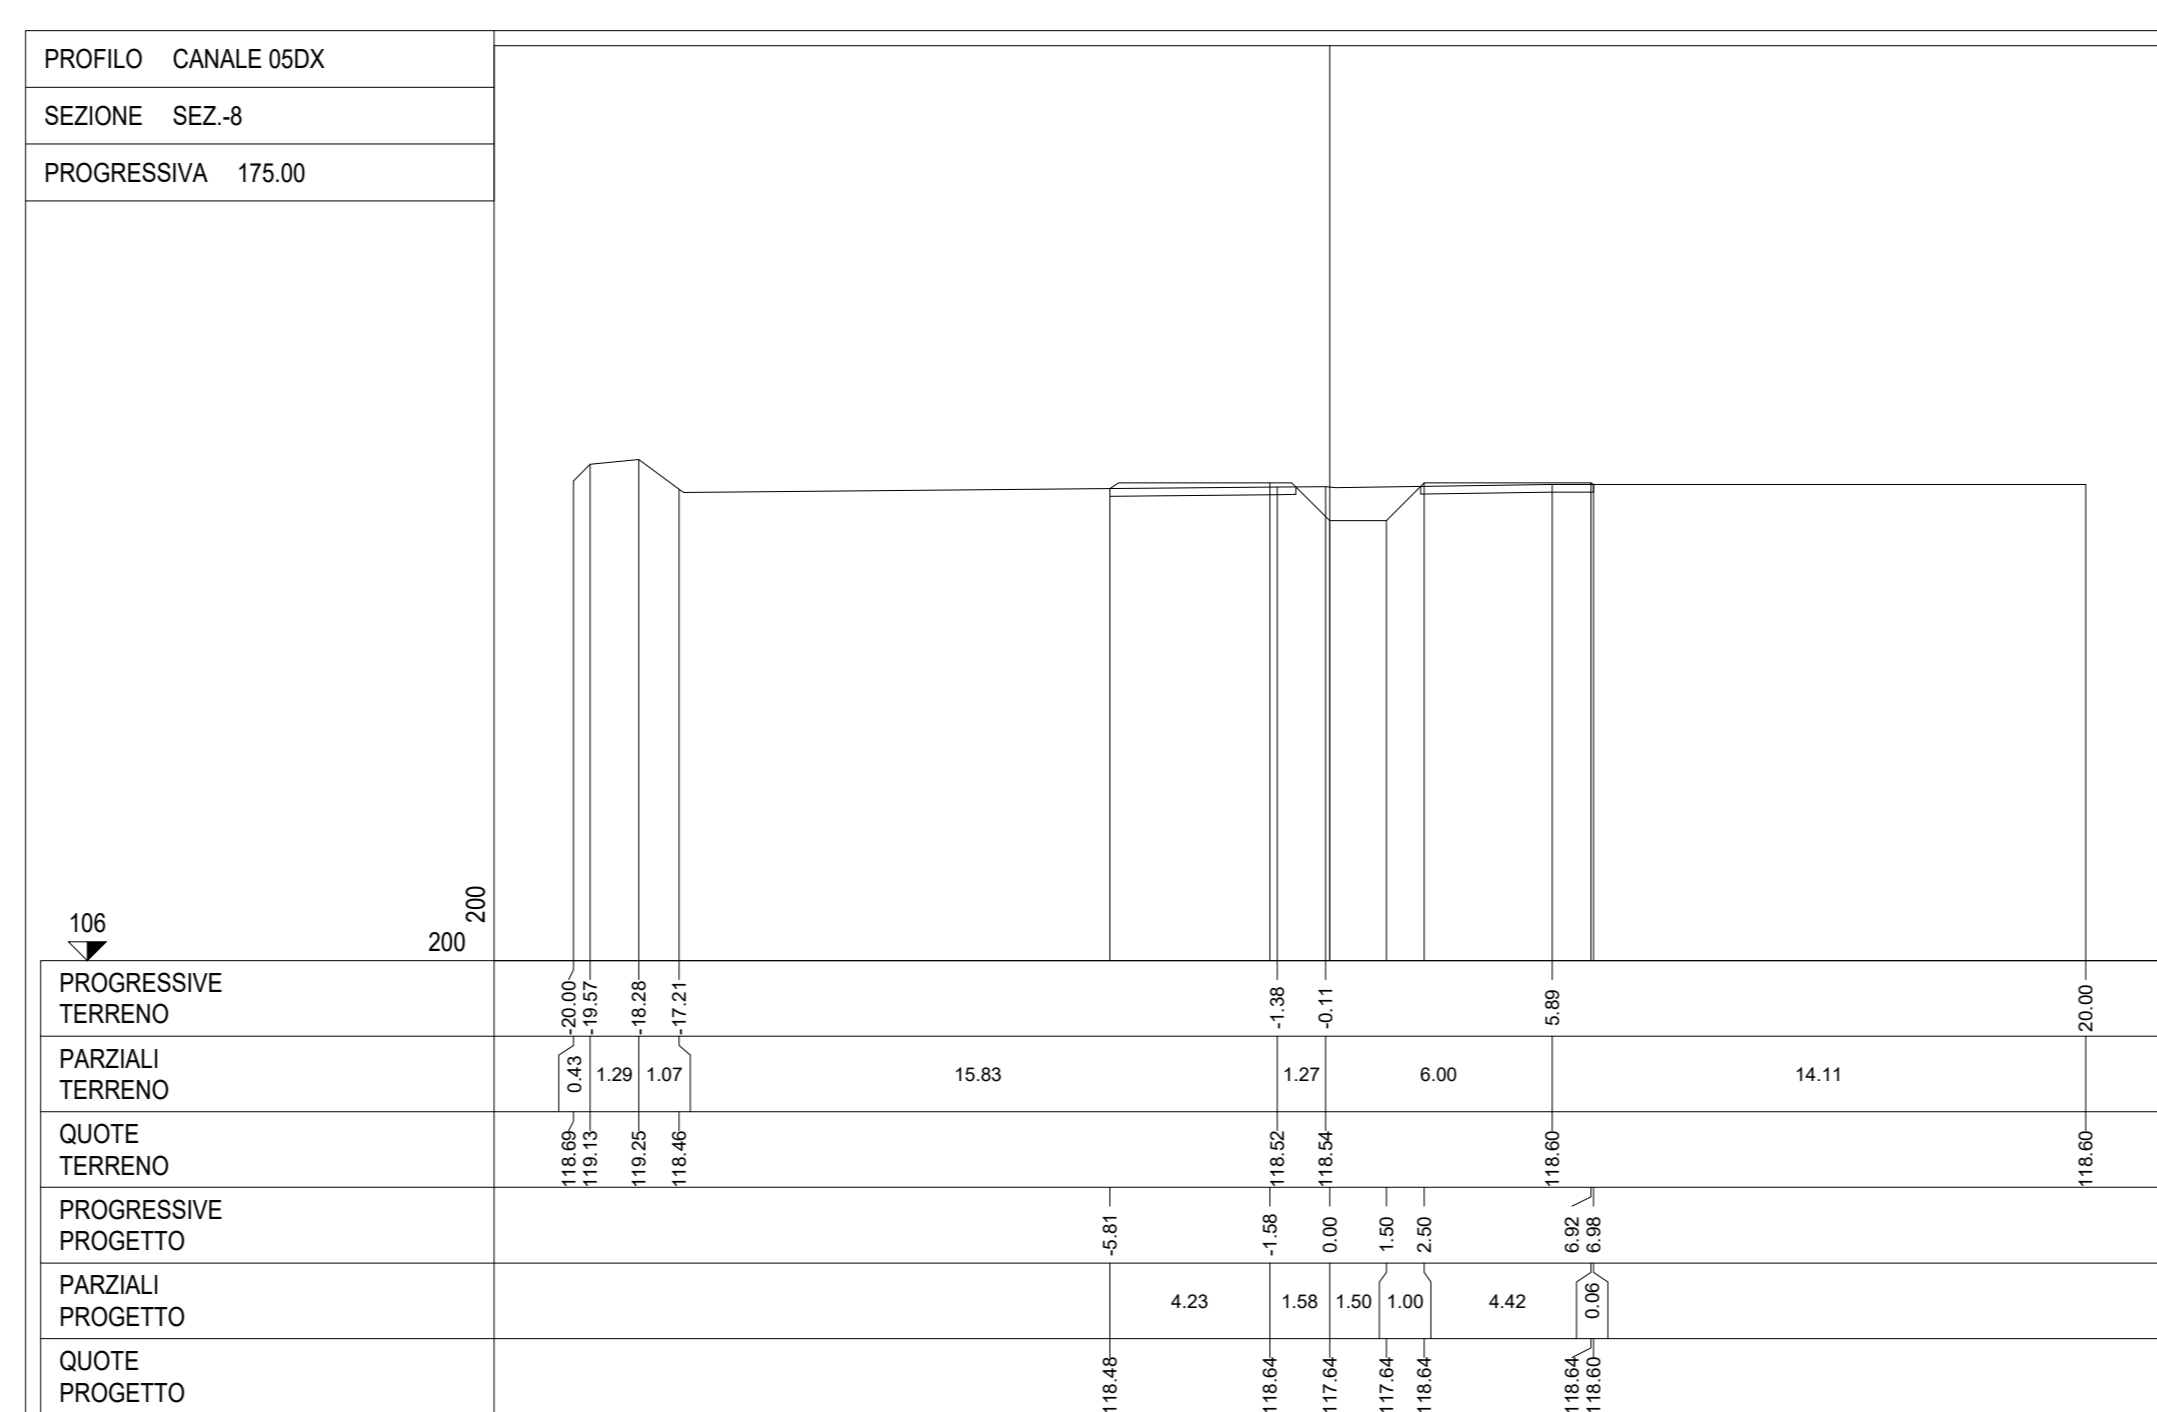 PROFILO CANALE 05DX
SEZIONE SEZ.-8
PROGRESSIVA 175.00
200
106
200
PROGRESSIVE
TERRENO
-20.00 -19.57 -18.28 -17.21 -1.38 -0.11 5.89 20.00
PARZIALI
TERRENO
0.43 1.29 1.07 15.83 1.27 6.00 14.11
QUOTE
TERRENO
118.69 119.13 119.25 118.46 118.52 118.54 118.60 118.60
PROGRESSIVE
PROGETTO
-5.81 -1.58 0.00 1.50 2.50 6.92 6.98
PARZIALI
PROGETTO
4.23 1.58 1.50 1.00 4.42 0.06
QUOTE
PROGETTO
118.48 118.64 117.64 117.64 118.64 118.64 118.60